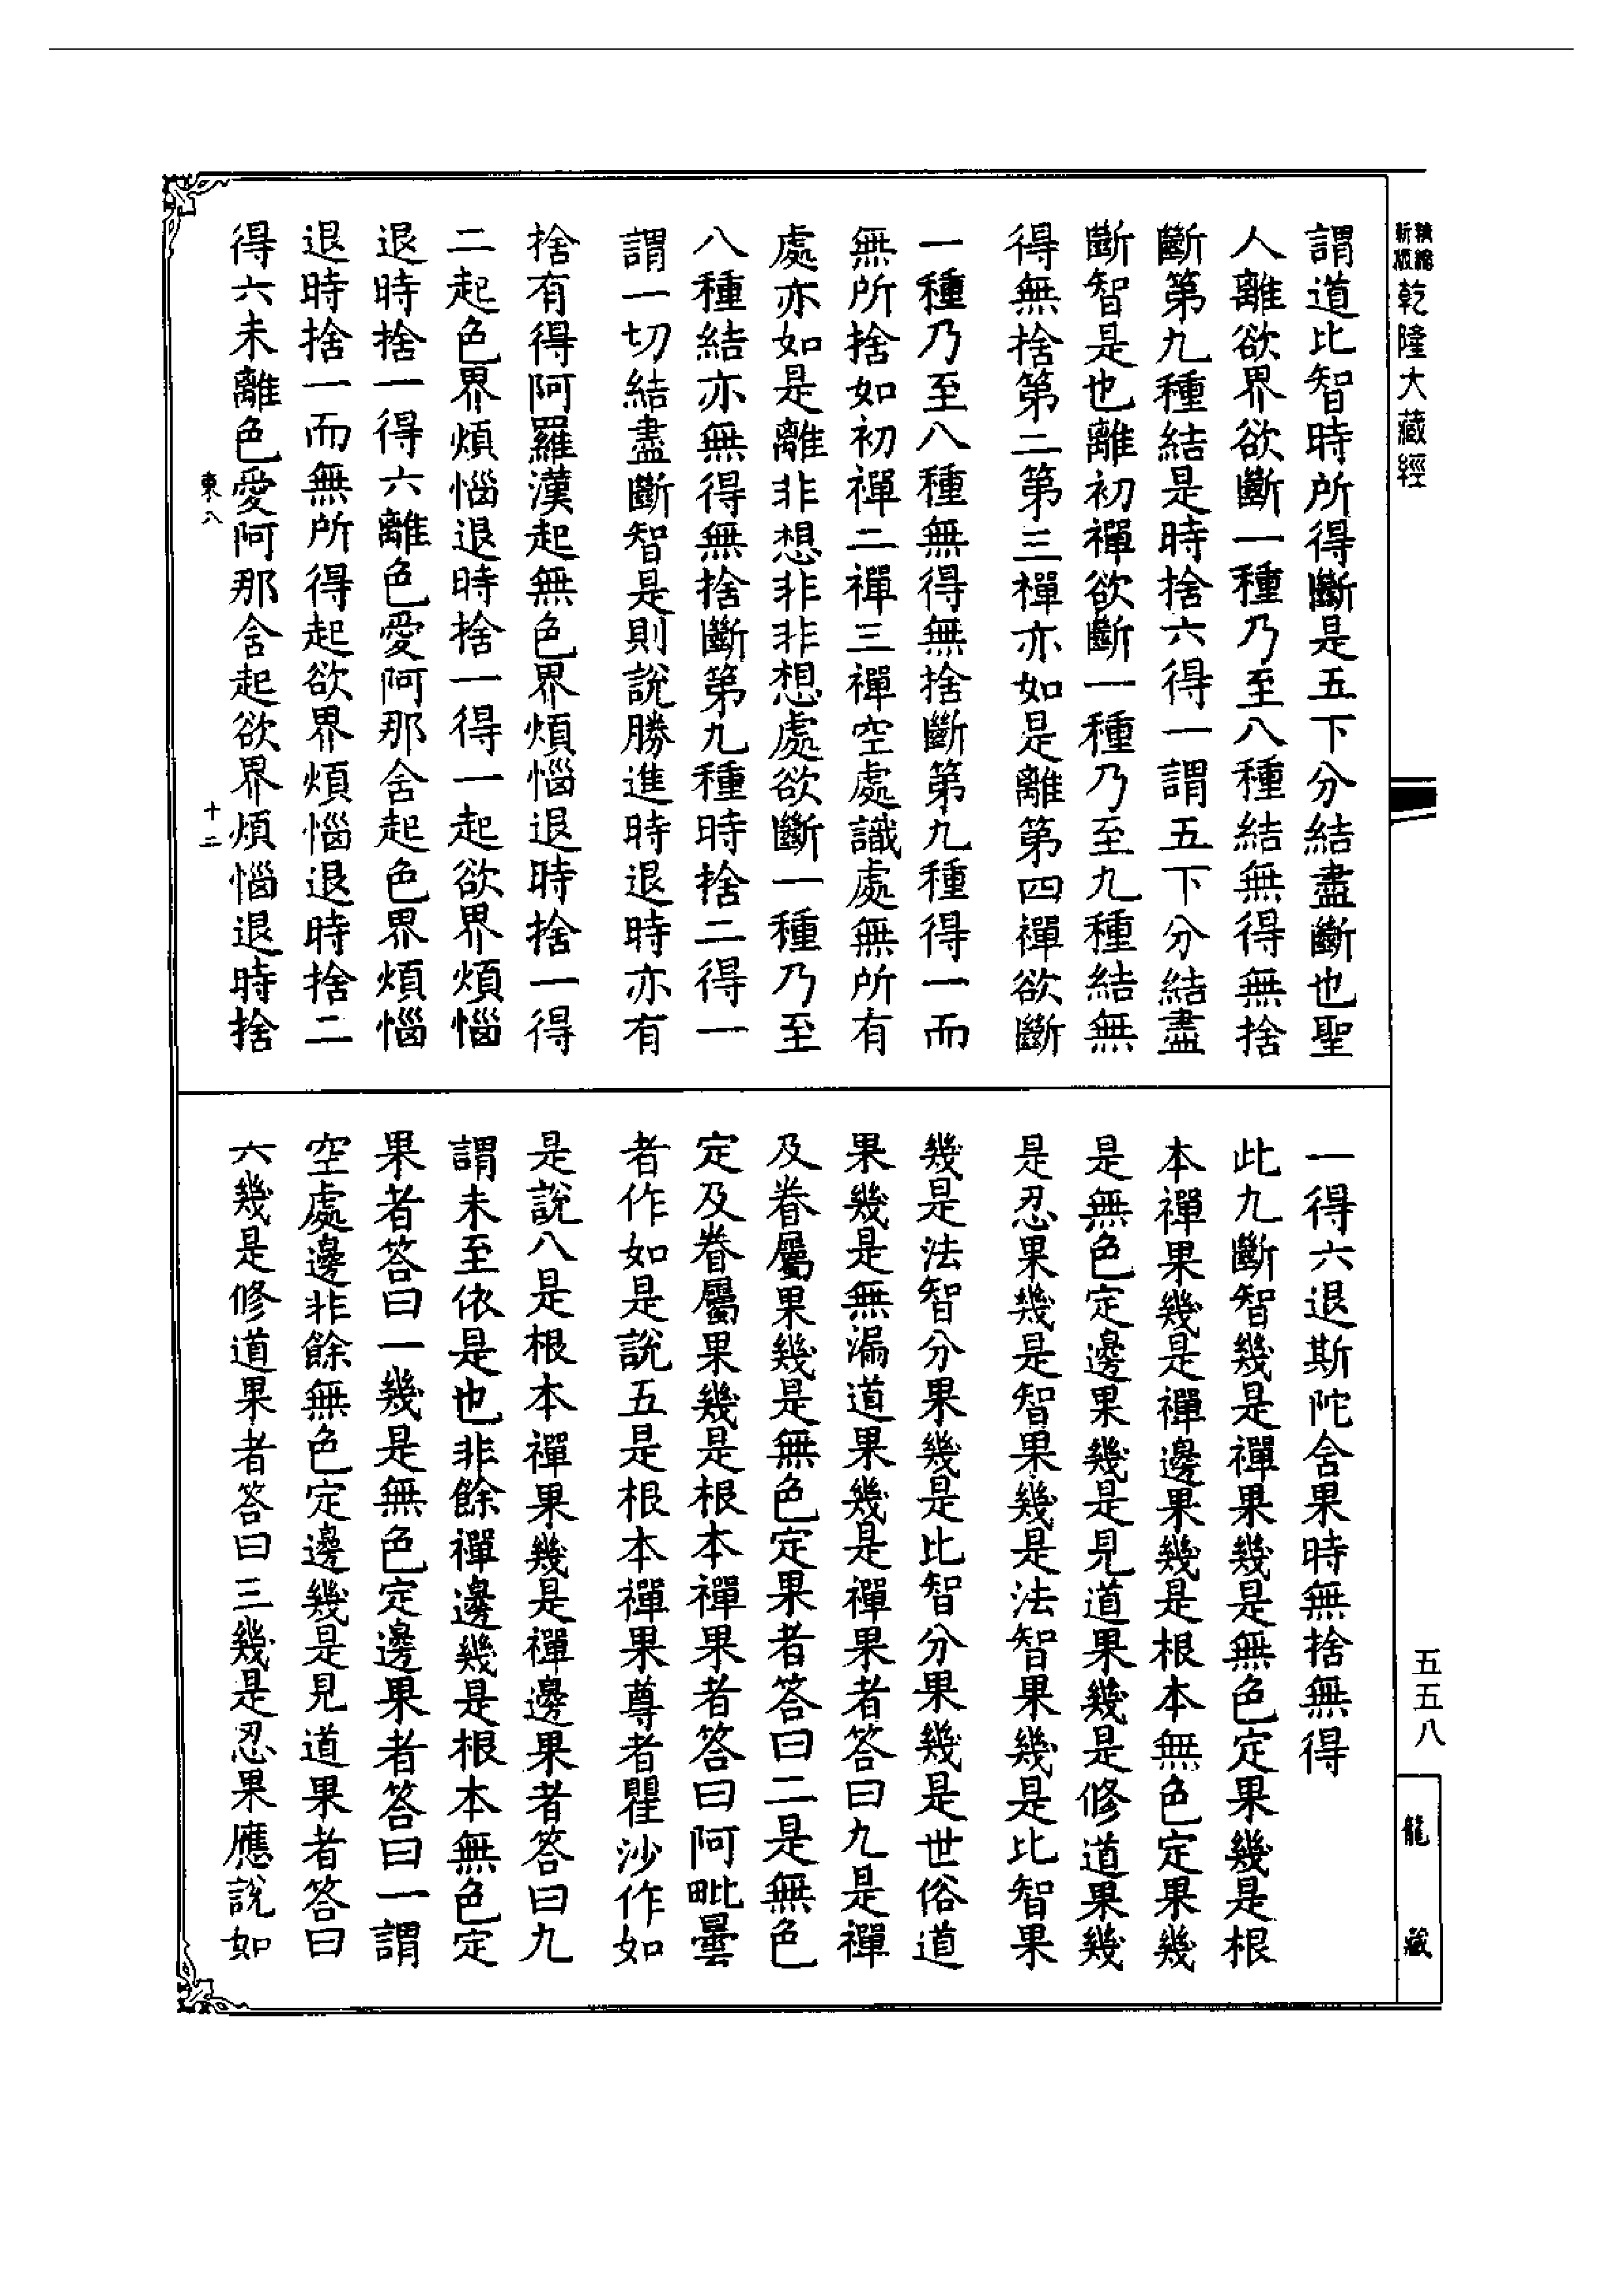 精縮新版乾隆大藏經
謂道比智時所得斷是五下分結盡斷也聖
人離欲界欲斷一種乃至八種結無得無捨
斷第九種結是時捨六得一謂五下分結盡
斷智是也離初禪欲斷一種乃至九種結無
得無捨第二第三禪亦如是離第四禪欲斷
一種乃至八種無得無捨斷第九種得一而
無所捨如初禪二禪三禪空處識處無所有
處亦如是離非想非非想處欲斷一種乃至
八種結亦無得無捨斷第九種時捨二得一
謂一切結盡斷智是則說勝進時退時亦有
捨有得阿羅漢起無色界煩惱退時捨一得
二起色界煩惱退時捨一得一起欲界煩惱
退時捨一得六離色愛阿那舍起色界煩惱
退時捨一而無所得起欲界煩惱退時捨二
得六未離色愛阿那舍起欲界煩惱退時捨
東八 十二
一得六退斯陀含果時無捨無得
此九斷智幾是禪果幾是無色定果幾是根
本禪果幾是禪邊果幾是根本無色定果幾
是無色定邊果幾是見道果幾是修道果幾
是忍果幾是智果幾是法智果幾是比智果
幾是法智分果幾是比智分果幾是世俗道
果幾是無漏道果幾是禪果者答曰九是禪
及眷屬果幾是無色定果者答曰二是無色
定及眷屬果幾是根本禪果者答曰阿毗曇
者作如是說五是根本禪果尊者瞿沙作如
是說八是根本禪果幾是禪邊果者答曰九
謂未至依是也非餘禪邊幾是根本無色定
果者答曰一幾是無色定邊果者答曰一謂
空處邊非餘無色定邊幾是見道果者答曰
六幾是修道果者答曰三幾是忍果應說如
五五八
龍藏